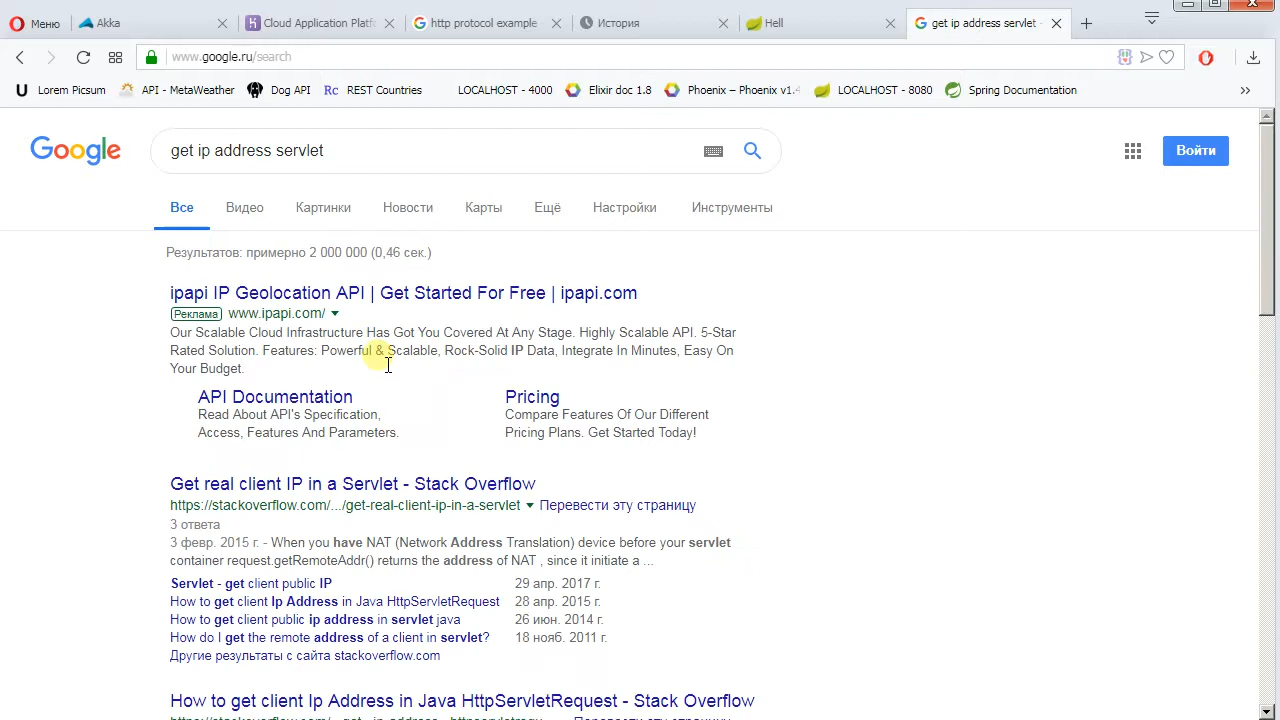 Меню
Akka
Cloud Application Platf
http protocol example
История
Hell
get ip address servlet -
www.google.ru/search
Lorem Picsum
API - MetaWeather
Dog API
Rc REST Countries
LOCALHOST - 4000
Elixir doc 1.8
Phoenix – Phoenix v1.4
LOCALHOST - 8080
Spring Documentation
Google
get ip address servlet
Войти
Все
Видео
Картинки
Новости
Карты
Ещё
Настройки
Инструменты
Результатов: примерно 2 000 000 (0,46 сек.)
ipapi IP Geolocation API | Get Started For Free | ipapi.com
Реклама www.ipapi.com/
Our Scalable Cloud Infrastructure Has Got You Covered At Any Stage. Highly Scalable API. 5-Star
Rated Solution. Features: Powerful & Scalable, Rock-Solid IP Data, Integrate In Minutes, Easy On
Your Budget.
API Documentation
Read About API's Specification,
Access, Features And Parameters.
Pricing
Compare Features Of Our Different
Pricing Plans. Get Started Today!
Get real client IP in a Servlet - Stack Overflow
https://stackoverflow.com/.../get-real-client-ip-in-a-servlet Перевести эту страницу
3 ответа
3 февр. 2015 г. - When you have NAT (Network Address Translation) device before your servlet
container request.getRemoteAddr() returns the address of NAT , since it initiate a ...
Servlet - get client public IP 29 апр. 2017 г.
How to get client Ip Address in Java HttpServletRequest 28 апр. 2015 г.
How to get client public ip address in servlet java 26 июн. 2014 г.
How do I get the remote address of a client in servlet? 18 нояб. 2011 г.
Другие результаты с сайта stackoverflow.com
How to get client Ip Address in Java HttpServletRequest - Stack Overflow